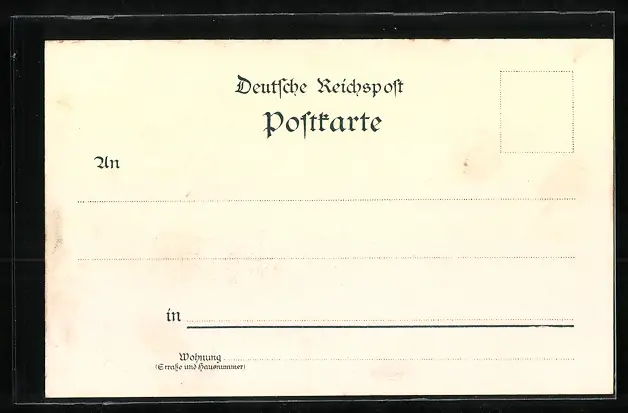 Deutſche Reichspoſt
Poſtkarte
An
in
Wohnung
(Straße und Hausnummer)